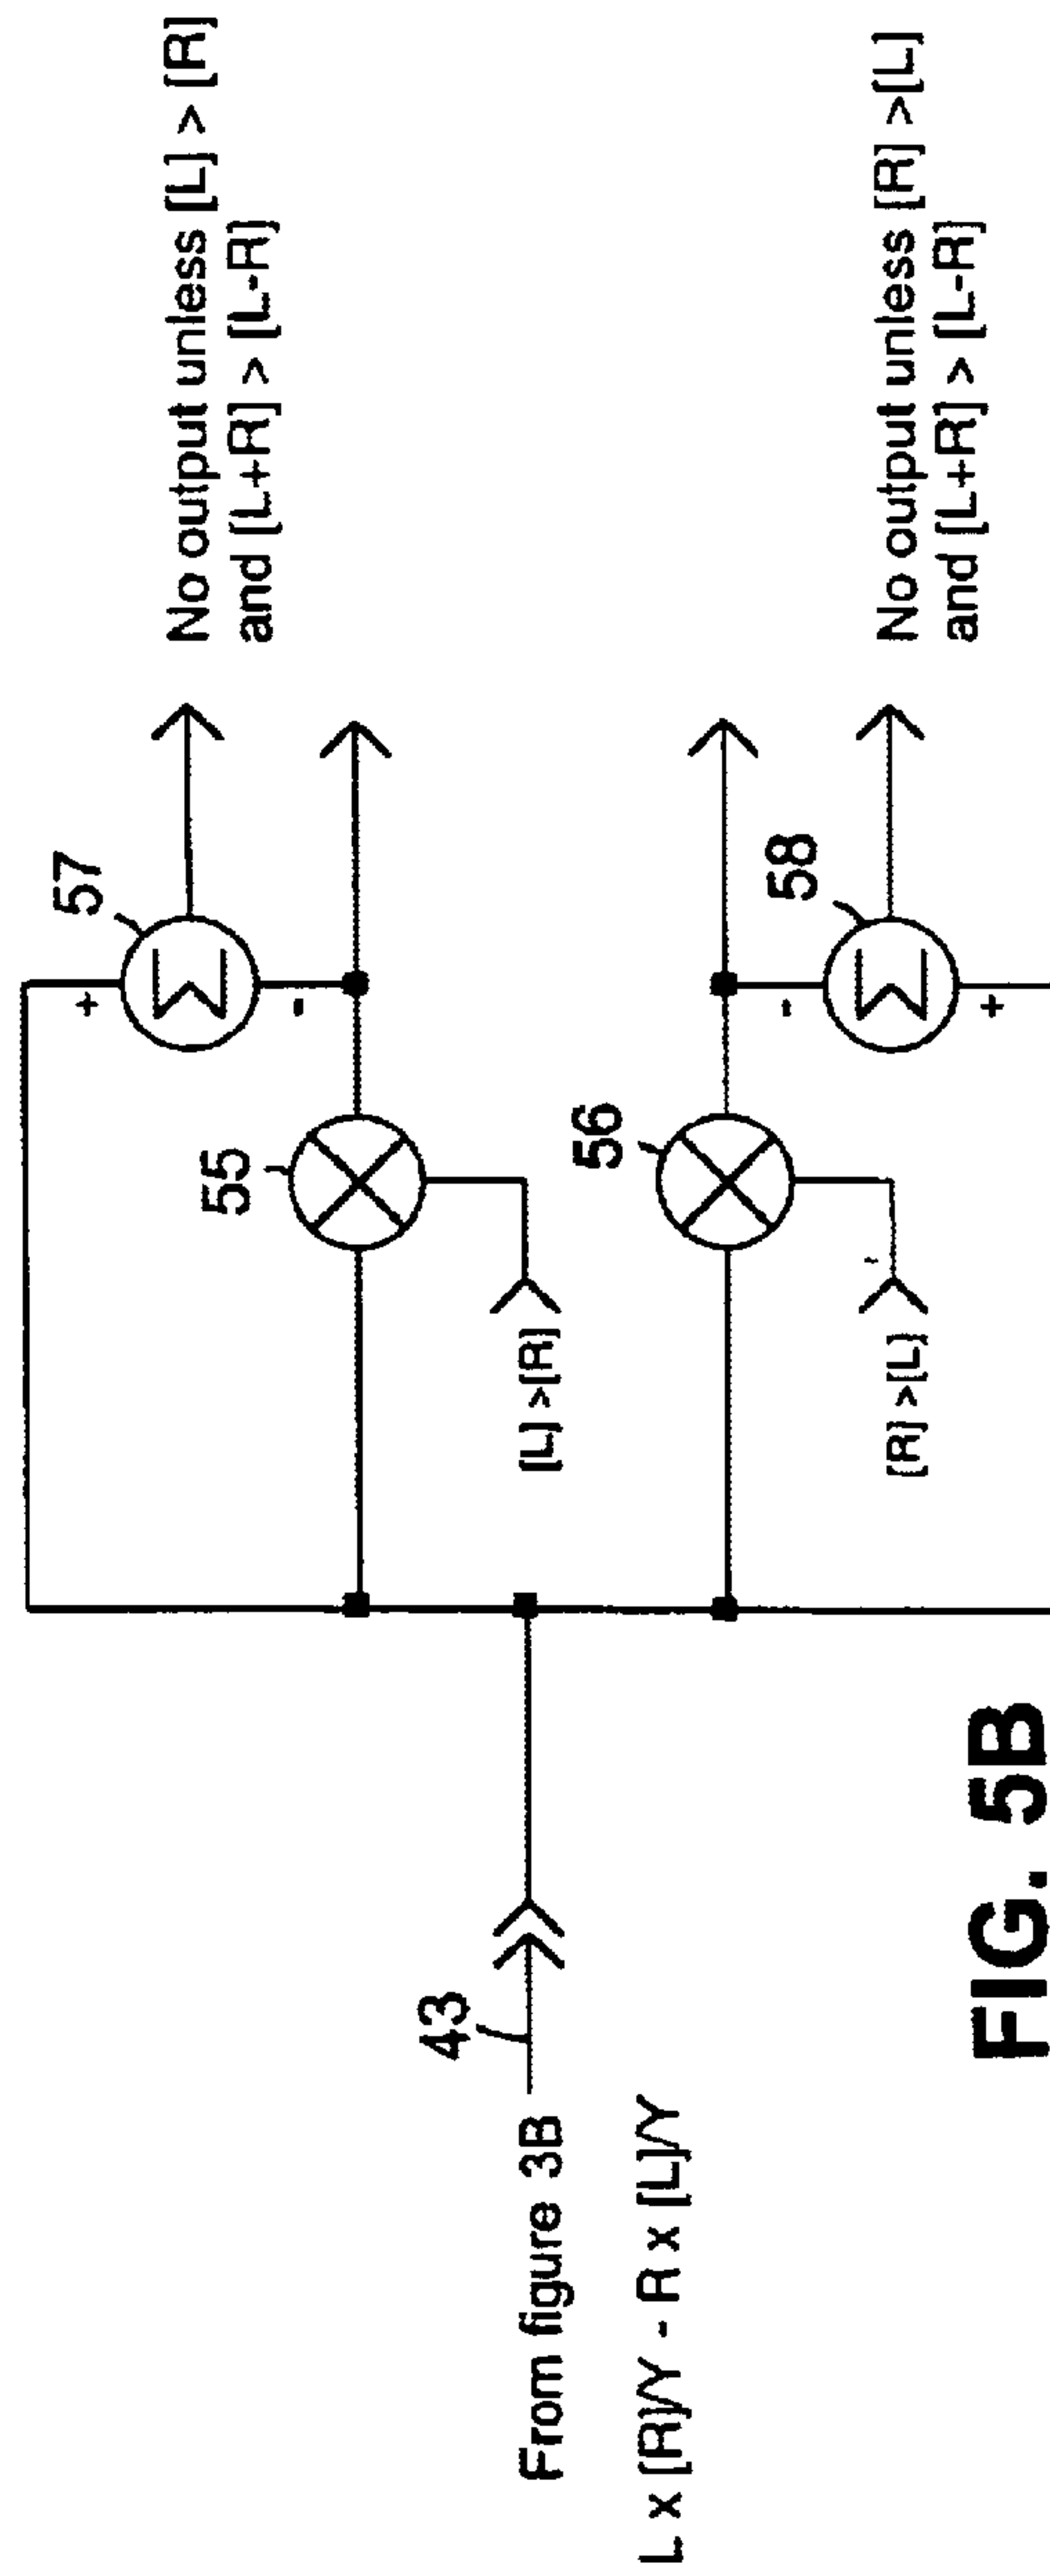 57
+
-
No output unless [L] > [R]
and [L+R] > [L-R]
55
[L] >[R]
From figure 3B
43
L x [R]/Y - R x [L]/Y
56
[R] >[L]
-
58
+
No output unless [R] >[L]
and [L+R] > [L-R]
FIG. 5B